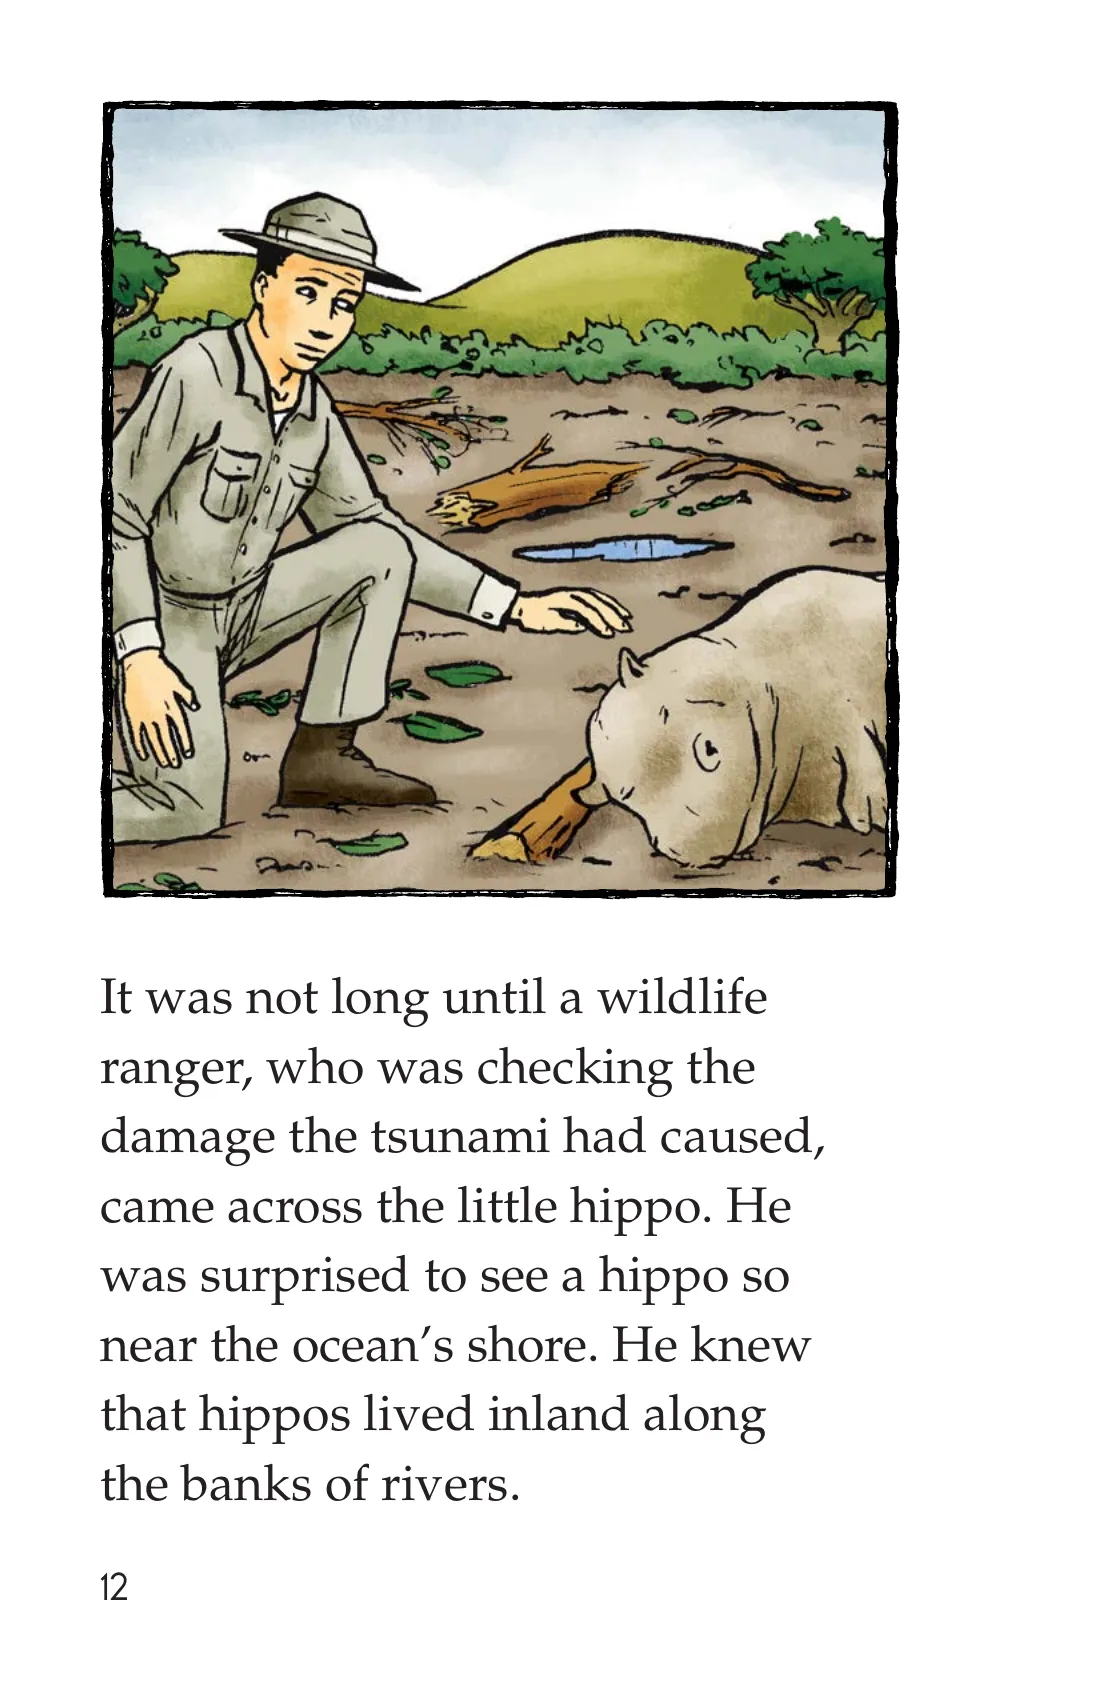 It was not long until a wildlife
ranger, who was checking the
damage the tsunami had caused,
came across the little hippo. He
was surprised to see a hippo so
near the ocean’s shore. He knew
that hippos lived inland along
the banks of rivers.
12